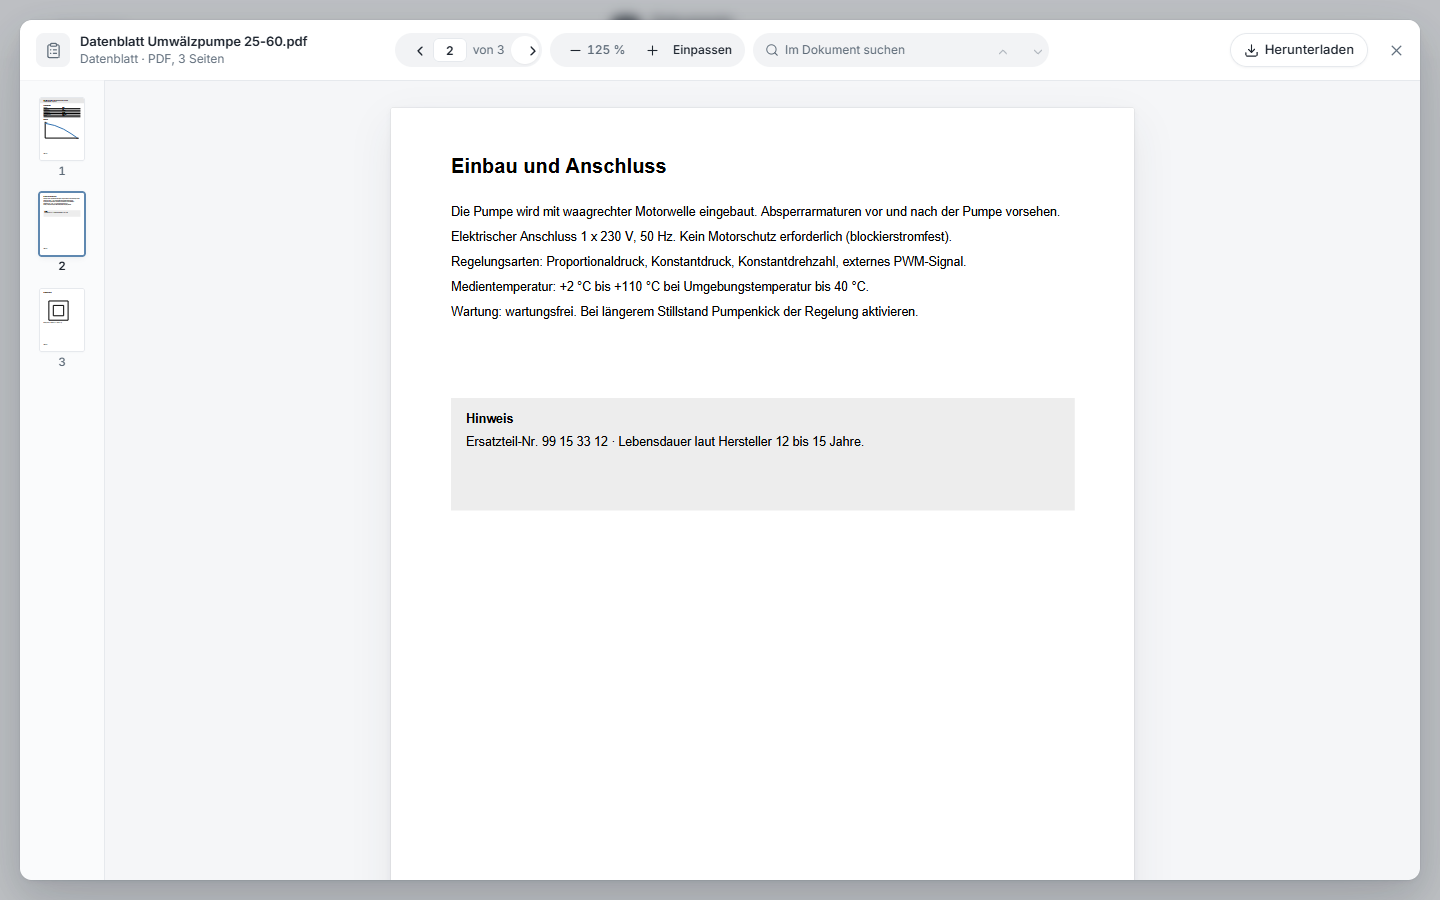 Datenblatt Umwälzpumpe 25-60.pdf
Datenblatt · PDF, 3 Seiten
2 von 3
125 % Einpassen
Im Dokument suchen
Herunterladen
1
2
3
Einbau und Anschluss
Die Pumpe wird mit waagrechter Motorwelle eingebaut. Absperrarmaturen vor und nach der Pumpe vorsehen.
Elektrischer Anschluss 1 x 230 V, 50 Hz. Kein Motorschutz erforderlich (blockierstromfest).
Regelungsarten: Proportionaldruck, Konstantdruck, Konstantdrehzahl, externes PWM-Signal.
Medientemperatur: +2 °C bis +110 °C bei Umgebungstemperatur bis 40 °C.
Wartung: wartungsfrei. Bei längerem Stillstand Pumpenkick der Regelung aktivieren.
Hinweis
Ersatzteil-Nr. 99 15 33 12 · Lebensdauer laut Hersteller 12 bis 15 Jahre.